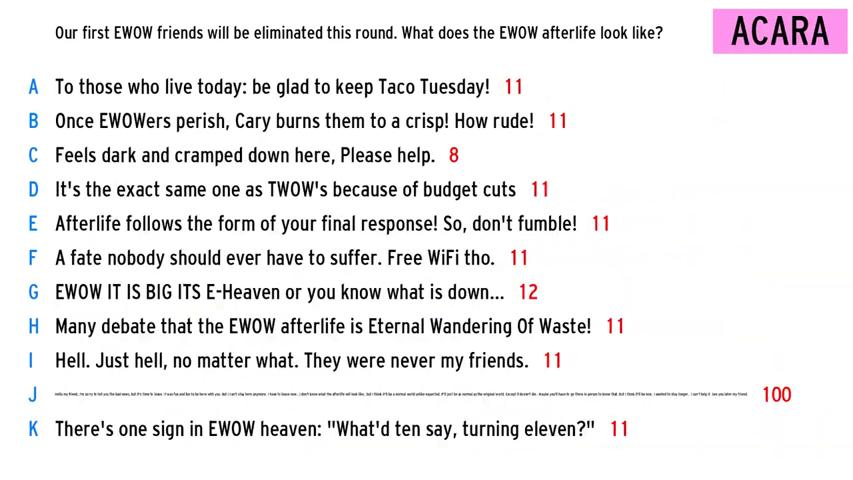 Our first EWOW friends will be eliminated this round. What does the EWOW afterlife look like?
ACARA
A To those who live today: be glad to keep Taco Tuesday! 11
B Once EWOWers perish, Cary burns them to a crisp! How rude! 11
C Feels dark and cramped down here, Please help. 8
D It's the exact same one as TWOW's because of budget cuts 11
E Afterlife follows the form of your final response! So, don't fumble! 11
F A fate nobody should ever have to suffer. Free WiFi tho. 11
G EWOW IT IS BIG ITS E-Heaven or you know what is down... 12
H Many debate that the EWOW afterlife is Eternal Wandering Of Waste! 11
I Hell. Just hell, no matter what. They were never my friends. 11
J 100
K There's one sign in EWOW heaven: "What'd ten say, turning eleven?" 11